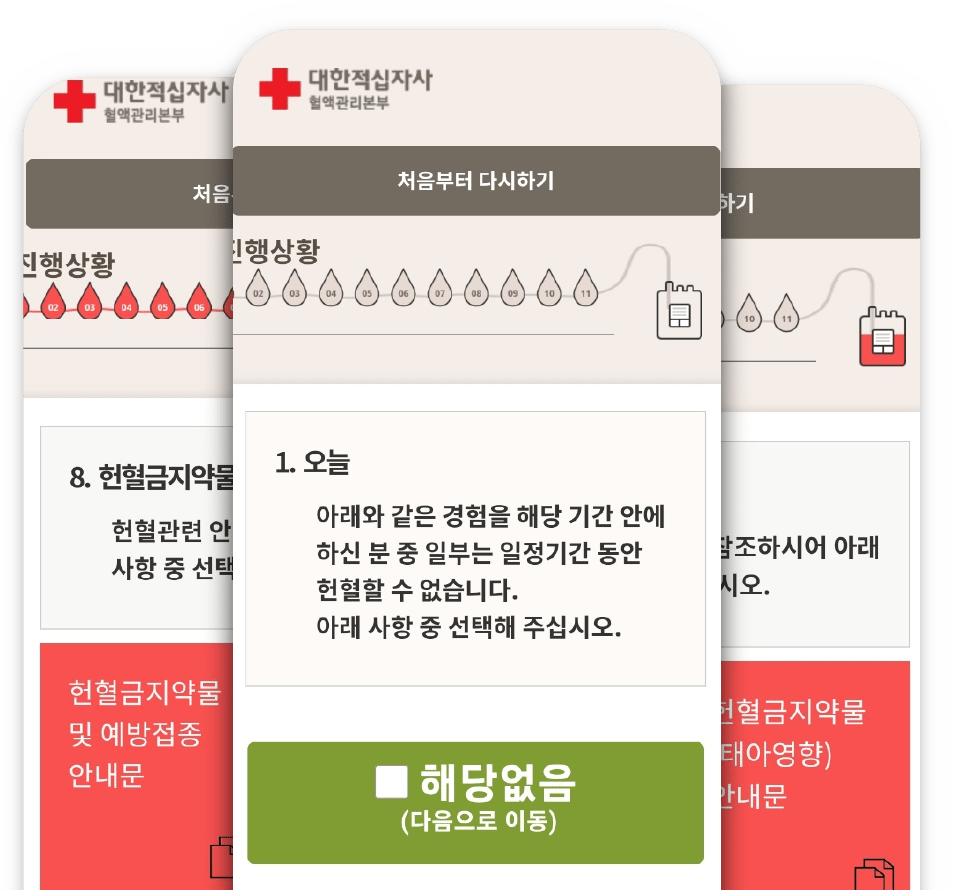 대한적십자사
혈액관리본부
처음
진행상황
02 03 04 05 06
8. 헌혈금지약물
헌혈관련 안
사항 중 선택
헌혈금지약물
및 예방접종
안내문
대한적십자사
혈액관리본부
처음부터 다시하기
진행상황
02 03 04 05 06 07 08 09 10 11
1. 오늘
아래와 같은 경험을 해당 기간 안에
하신 분 중 일부는 일정기간 동안
헌혈할 수 없습니다.
아래 사항 중 선택해 주십시오.
해당없음
(다음으로 이동)
하기
10 11
참조하시어 아래
시오.
헌혈금지약물
(태아영향)
안내문